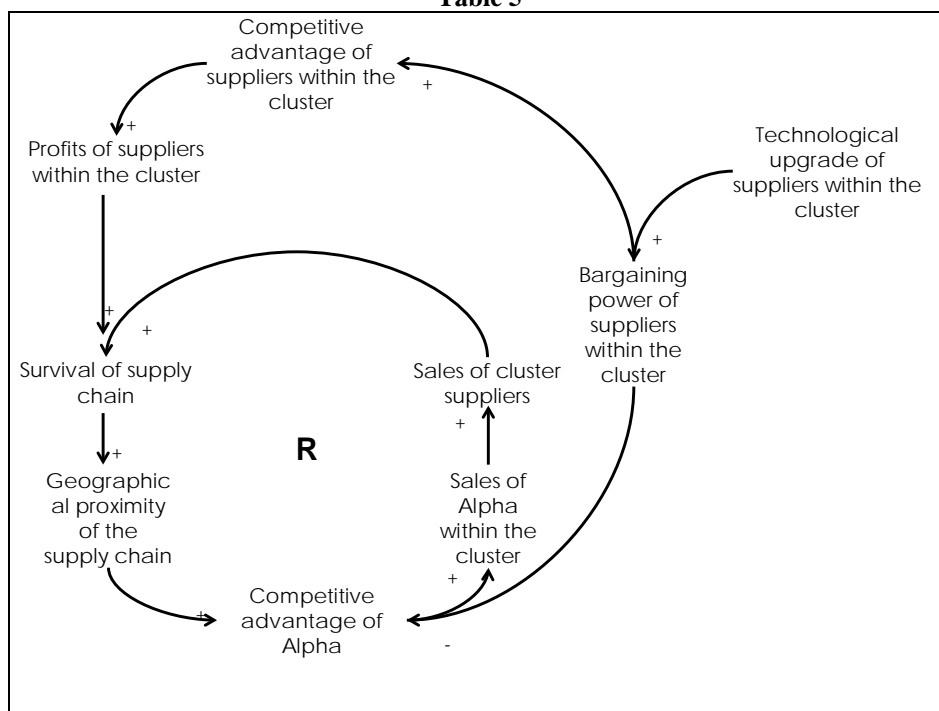 Table 5
Competitive
advantage of
suppliers within the
cluster
+
+
Profits of suppliers
within the cluster
Technological
upgrade of
suppliers within the
cluster
+
Bargaining
power of
suppliers
within the
cluster
+
+
Survival of supply
chain
Sales of cluster
suppliers
+
R
+
Geographic
al proximity
of the
supply chain
Sales of
Alpha
within the
cluster
+
+
Competitive
advantage of
Alpha
-